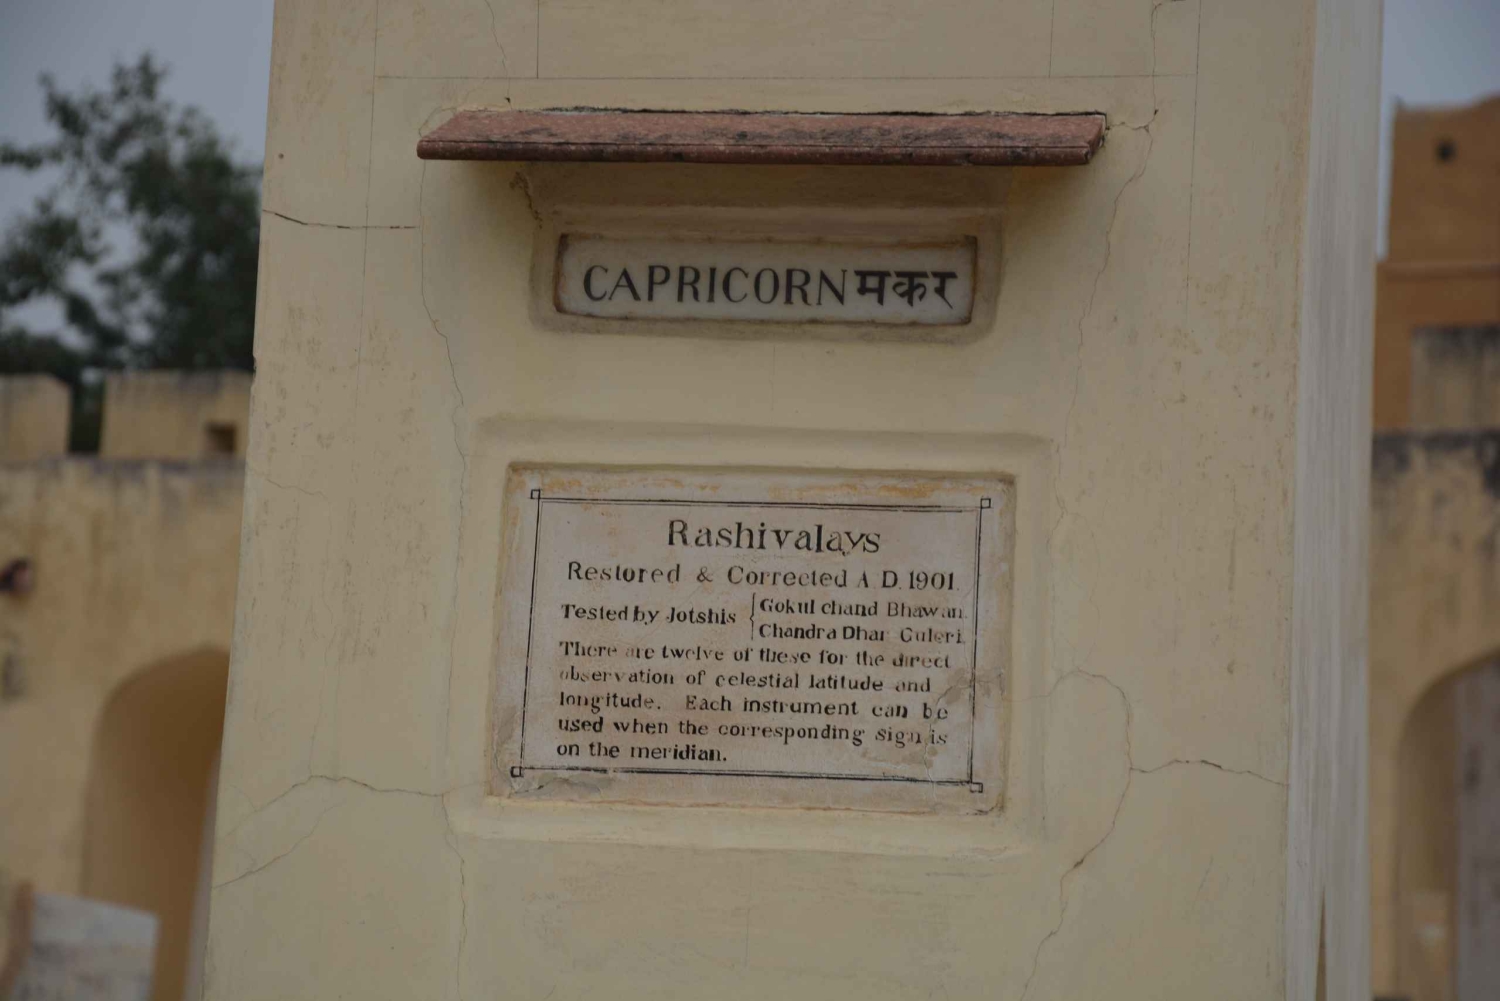 CAPRICORN मकर
Rashivalays
Restored & Corrected A.D. 1901.
Tested by Jotshis { Gokul chand Bhawan.
Chandra Dhar Guleri.
There are twelve of these for the direct
observation of celestial latitude and
longitude. Each instrument can be
used when the corresponding sign is
on the meridian.